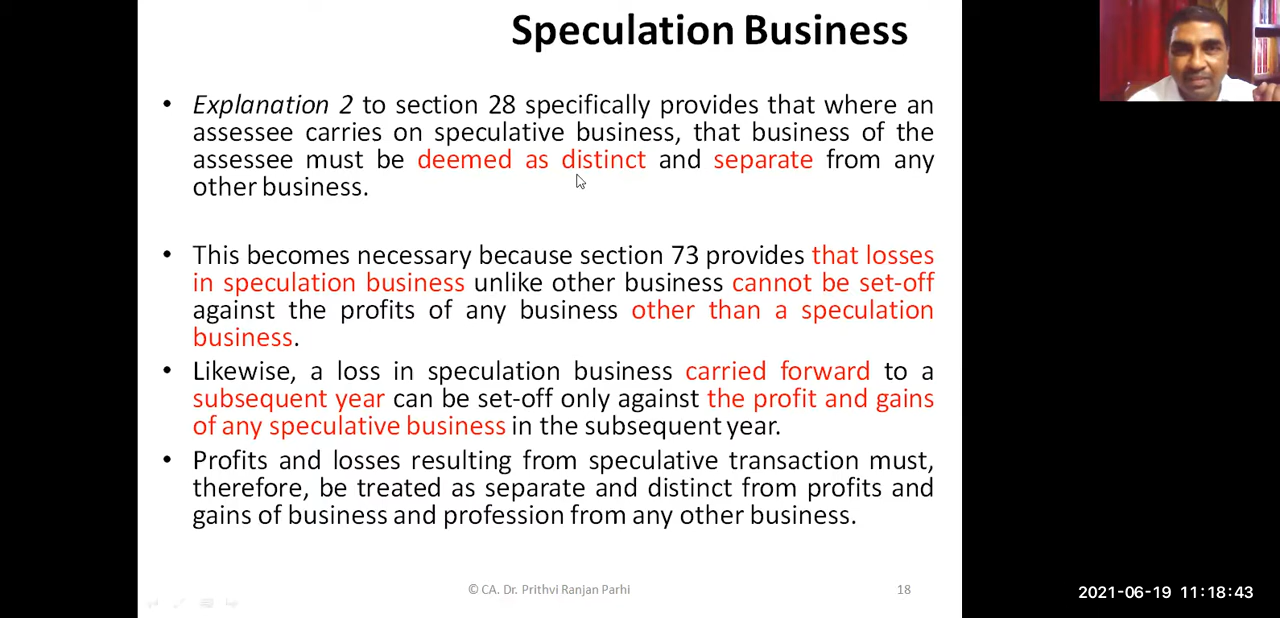 Speculation Business
• Explanation 2 to section 28 specifically provides that where an
assessee carries on speculative business, that business of the
assessee must be deemed as distinct and separate from any
other business.
• This becomes necessary because section 73 provides that losses
in speculation business unlike other business cannot be set-off
against the profits of any business other than a speculation
business.
• Likewise, a loss in speculation business carried forward to a
subsequent year can be set-off only against the profit and gains
of any speculative business in the subsequent year.
• Profits and losses resulting from speculative transaction must,
therefore, be treated as separate and distinct from profits and
gains of business and profession from any other business.
© CA. Dr. Prithvi Ranjan Parhi
18
2021-06-19 11:18:43